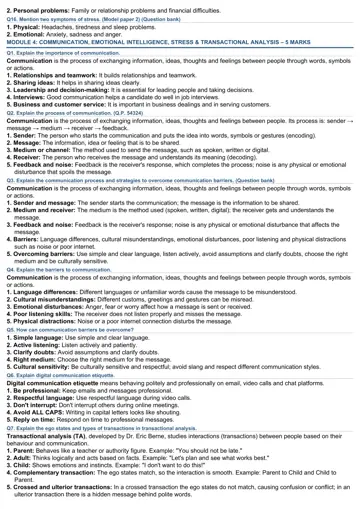 2. Personal problems: Family or relationship problems and financial difficulties.
Q16. Mention two symptoms of stress. (Model paper 2) (Question bank)
1. Physical: Headaches, tiredness and sleep problems.
2. Emotional: Anxiety, sadness and anger.
MODULE 4: COMMUNICATION, EMOTIONAL INTELLIGENCE, STRESS & TRANSACTIONAL ANALYSIS – 5 MARKS
Q1. Explain the importance of communication.
Communication is the process of exchanging information, ideas, thoughts and feelings between people through words, symbols
or actions.
1. Relationships and teamwork: It builds relationships and teamwork.
2. Sharing ideas: It helps in sharing ideas clearly.
3. Leadership and decision-making: It is essential for leading people and taking decisions.
4. Interviews: Good communication helps a candidate do well in job interviews.
5. Business and customer service: It is important in business dealings and in serving customers.
Q2. Explain the process of communication. (Q.P. 54324)
Communication is the process of exchanging information, ideas, thoughts and feelings between people. Its process is: sender →
message → medium → receiver → feedback.
1. Sender: The person who starts the communication and puts the idea into words, symbols or gestures (encoding).
2. Message: The information, idea or feeling that is to be shared.
3. Medium or channel: The method used to send the message, such as spoken, written or digital.
4. Receiver: The person who receives the message and understands its meaning (decoding).
5. Feedback and noise: Feedback is the receiver's response, which completes the process; noise is any physical or emotional
disturbance that spoils the message.
Q3. Explain the communication process and strategies to overcome communication barriers. (Question bank)
Communication is the process of exchanging information, ideas, thoughts and feelings between people through words, symbols
or actions.
1. Sender and message: The sender starts the communication; the message is the information to be shared.
2. Medium and receiver: The medium is the method used (spoken, written, digital); the receiver gets and understands the
message.
3. Feedback and noise: Feedback is the receiver's response; noise is any physical or emotional disturbance that affects the
message.
4. Barriers: Language differences, cultural misunderstandings, emotional disturbances, poor listening and physical distractions
such as noise or poor internet.
5. Overcoming barriers: Use simple and clear language, listen actively, avoid assumptions and clarify doubts, choose the right
medium and be culturally sensitive.
Q4. Explain the barriers to communication.
Communication is the process of exchanging information, ideas, thoughts and feelings between people through words, symbols
or actions.
1. Language differences: Different languages or unfamiliar words cause the message to be misunderstood.
2. Cultural misunderstandings: Different customs, greetings and gestures can be misread.
3. Emotional disturbances: Anger, fear or worry affect how a message is sent or received.
4. Poor listening skills: The receiver does not listen properly and misses the message.
5. Physical distractions: Noise or a poor internet connection disturbs the message.
Q5. How can communication barriers be overcome?
1. Simple language: Use simple and clear language.
2. Active listening: Listen actively and patiently.
3. Clarify doubts: Avoid assumptions and clarify doubts.
4. Right medium: Choose the right medium for the message.
5. Cultural sensitivity: Be culturally sensitive and respectful; avoid slang and respect different communication styles.
Q6. Explain digital communication etiquette.
Digital communication etiquette means behaving politely and professionally on email, video calls and chat platforms.
1. Be professional: Keep emails and messages professional.
2. Respectful language: Use respectful language during video calls.
3. Don't interrupt: Don't interrupt others during online meetings.
4. Avoid ALL CAPS: Writing in capital letters looks like shouting.
5. Reply on time: Respond on time to professional messages.
Q7. Explain the ego states and types of transactions in transactional analysis.
Transactional analysis (TA), developed by Dr. Eric Berne, studies interactions (transactions) between people based on their
behaviour and communication.
1. Parent: Behaves like a teacher or authority figure. Example: "You should not be late."
2. Adult: Thinks logically and acts based on facts. Example: "Let's plan and see what works best."
3. Child: Shows emotions and instincts. Example: "I don't want to do this!"
4. Complementary transaction: The ego states match, so the interaction is smooth. Example: Parent to Child and Child to
Parent.
5. Crossed and ulterior transactions: In a crossed transaction the ego states do not match, causing confusion or conflict; in an
ulterior transaction there is a hidden message behind polite words.